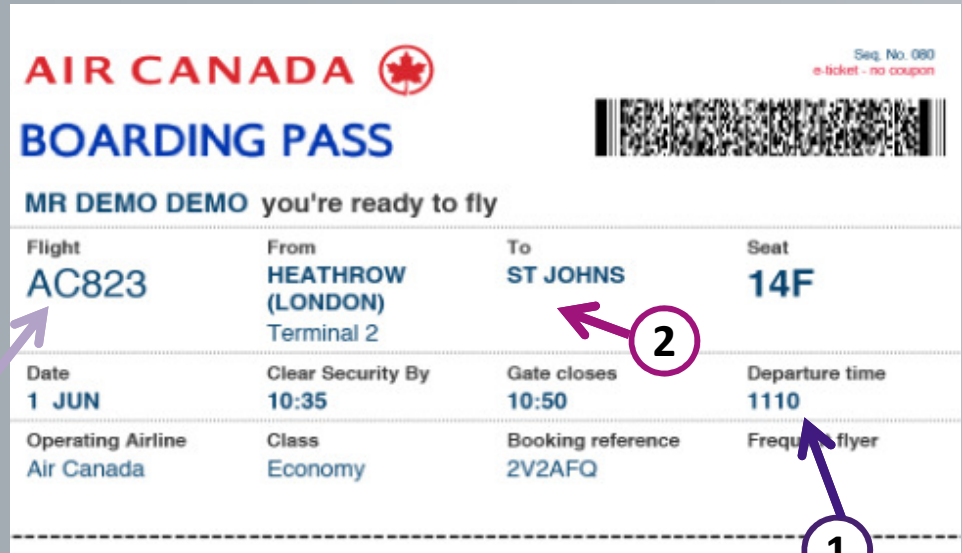 AIR CANADA
Seq. No. 080
e-ticket - no coupon
BOARDING PASS
MR DEMO DEMO you're ready to fly
Flight From To Seat
AC823 HEATHROW ST JOHNS 14F
(LONDON)
Terminal 2
2
Date Clear Security By Gate closes Departure time
1 JUN 10:35 10:50 1110
Operating Airline Class Booking reference Frequent flyer
Air Canada Economy 2V2AFQ
1